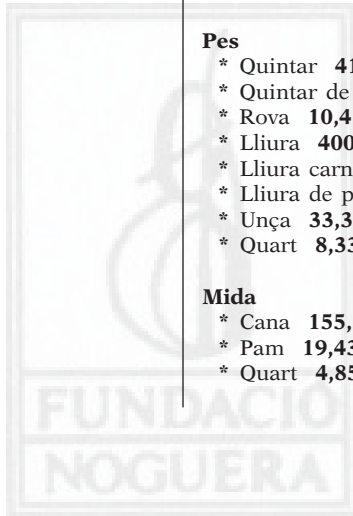 Pes
* Quintar 41
* Quintar de
* Rova 10,4
* Lliura 400
* Lliura carn
* Lliura de p
* Unça 33,3
* Quart 8,33
Mida
* Cana 155,
* Pam 19,43
* Quart 4,85
FUNDACIÓ
NOGUERA